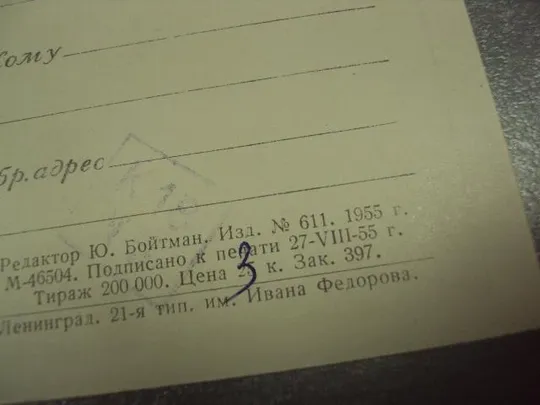 Кому
бр. адрес
Редактор Ю. Бойтман. Изд. № 611. 1955 г.
М-46504. Подписано к печати 27-VIII-55 г.
Тираж 200 000. Цена 3 к. Зак. 397.
Ленинград. 21-я тип. им. Ивана Федорова.